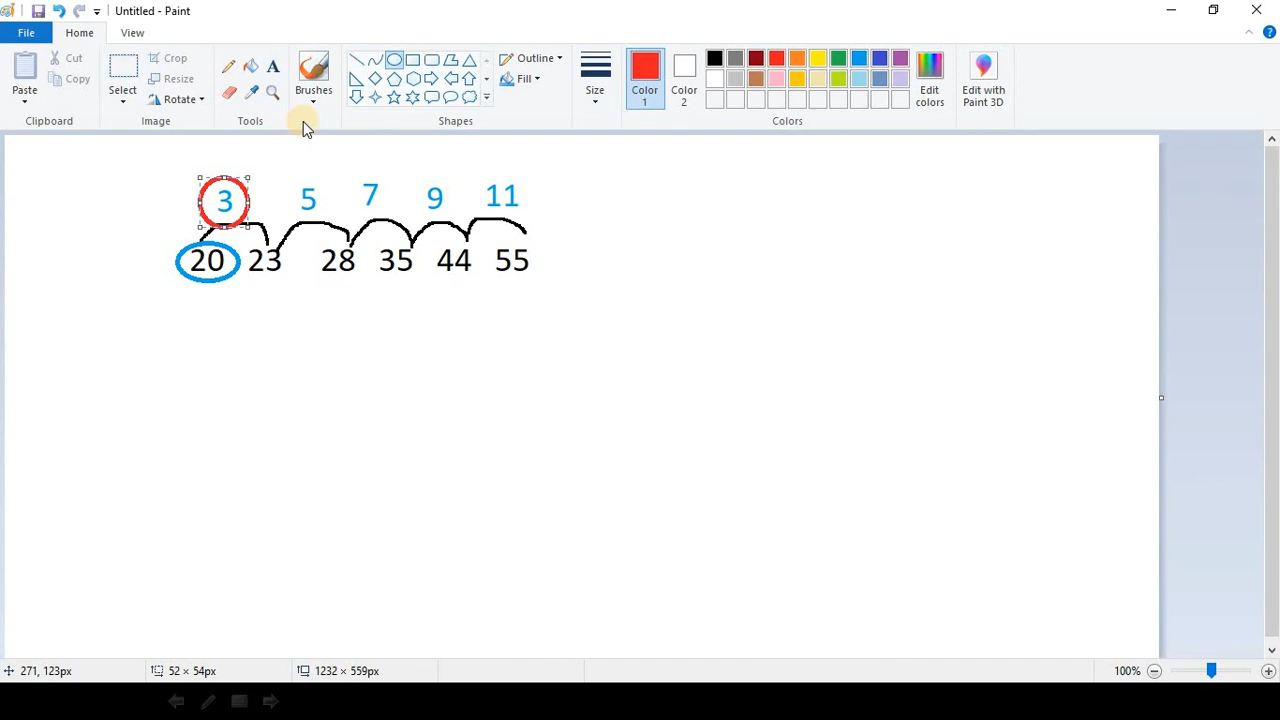 Untitled - Paint
File Home View
Paste
Cut
Copy
Clipboard
Select
Crop
Resize
Rotate
Image
A
Tools
Brushes
Shapes
Outline
Fill
Size
Color 1
Color 2
Edit colors
Edit with Paint 3D
Colors
3 5 7 9 11
20 23 28 35 44 55
271, 123px
52 × 54px
1232 × 559px
100%